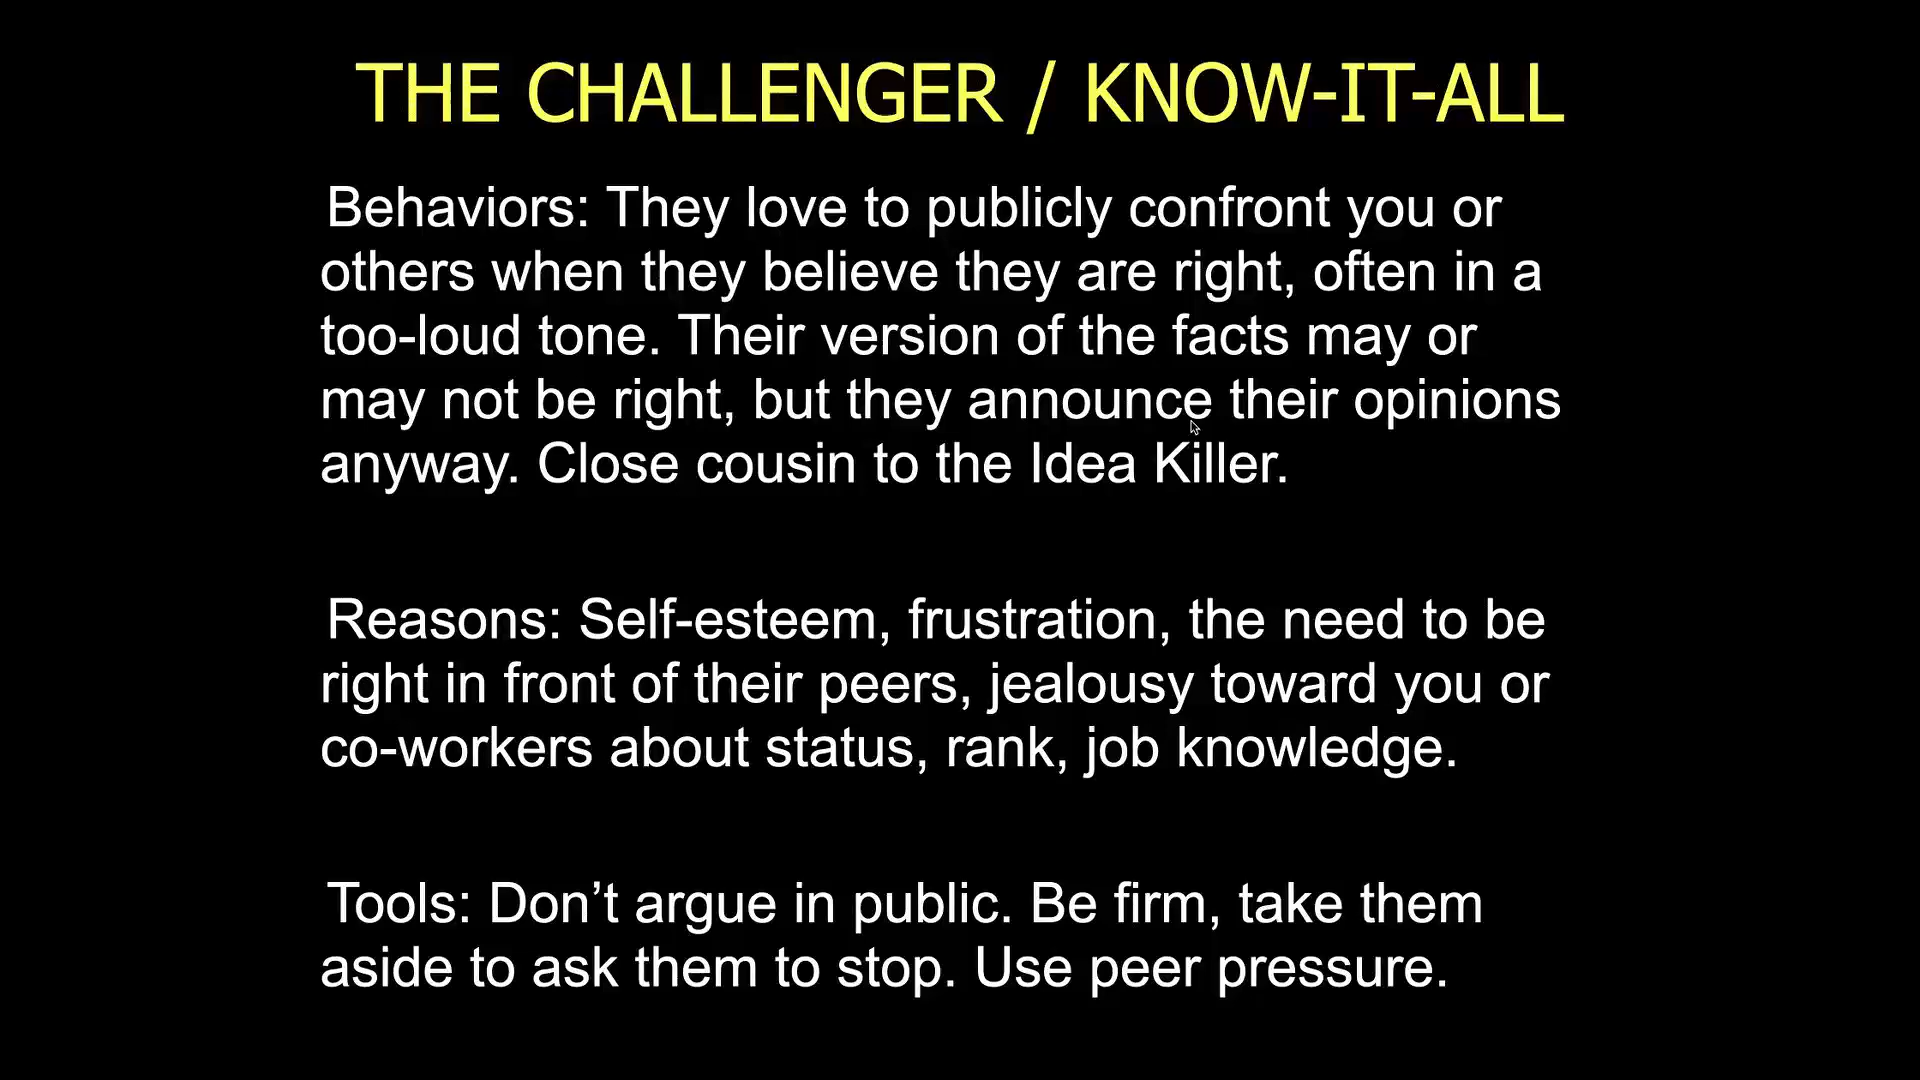 THE CHALLENGER / KNOW-IT-ALL
Behaviors: They love to publicly confront you or
others when they believe they are right, often in a
too-loud tone. Their version of the facts may or
may not be right, but they announce their opinions
anyway. Close cousin to the Idea Killer.
Reasons: Self-esteem, frustration, the need to be
right in front of their peers, jealousy toward you or
co-workers about status, rank, job knowledge.
Tools: Don’t argue in public. Be firm, take them
aside to ask them to stop. Use peer pressure.